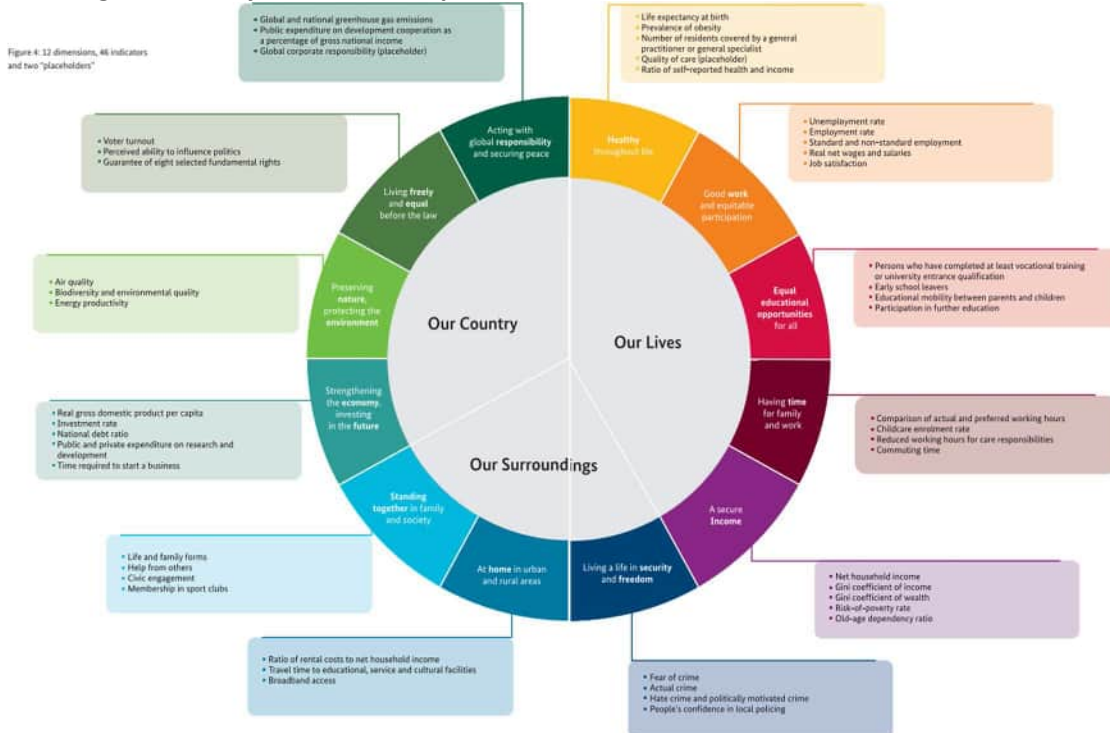 Figure 4: 12 dimensions, 46 indicators
and two "placeholders"
• Global and national greenhouse gas emissions
• Public expenditure on development cooperation as
a percentage of gross national income
• Global corporate responsibility (placeholder)
• Life expectancy at birth
• Prevalence of obesity
• Number of residents covered by a general
practitioner or general specialist
• Quality of care (placeholder)
• Ratio of self-reported health and income
• Voter turnout
• Perceived ability to influence politics
• Guarantee of eight selected fundamental rights
• Unemployment rate
• Employment rate
• Standard and non-standard employment
• Real net wages and salaries
• Job satisfaction
Acting with
global responsibility
and securing peace
Healthy
throughout life
Living freely
and equal
before the law
Good work
and equitable
participation
• Air quality
• Biodiversity and environmental quality
• Energy productivity
Preserving
nature,
protecting the
environment
Equal
educational
opportunities
for all
• Persons who have completed at least vocational training
or university entrance qualification
• Early school leavers
• Educational mobility between parents and children
• Participation in further education
Our Country
Our Lives
Our Surroundings
• Real gross domestic product per capita
• Investment rate
• National debt ratio
• Public and private expenditure on research and
development
• Time required to start a business
Strengthening
the economy,
investing
in the future
Having time
for family
and work
• Comparison of actual and preferred working hours
• Childcare enrolment rate
• Reduced working hours for care responsibilities
• Commuting time
Standing
together in family
and society
A secure
Income
• Life and family forms
• Help from others
• Civic engagement
• Membership in sport clubs
At home in urban
and rural areas
Living a life in security
and freedom
• Net household income
• Gini coefficient of income
• Gini coefficient of wealth
• Risk-of-poverty rate
• Old-age dependency ratio
• Ratio of rental costs to net household income
• Travel time to educational, service and cultural facilities
• Broadband access
• Fear of crime
• Actual crime
• Hate crime and politically motivated crime
• People's confidence in local policing